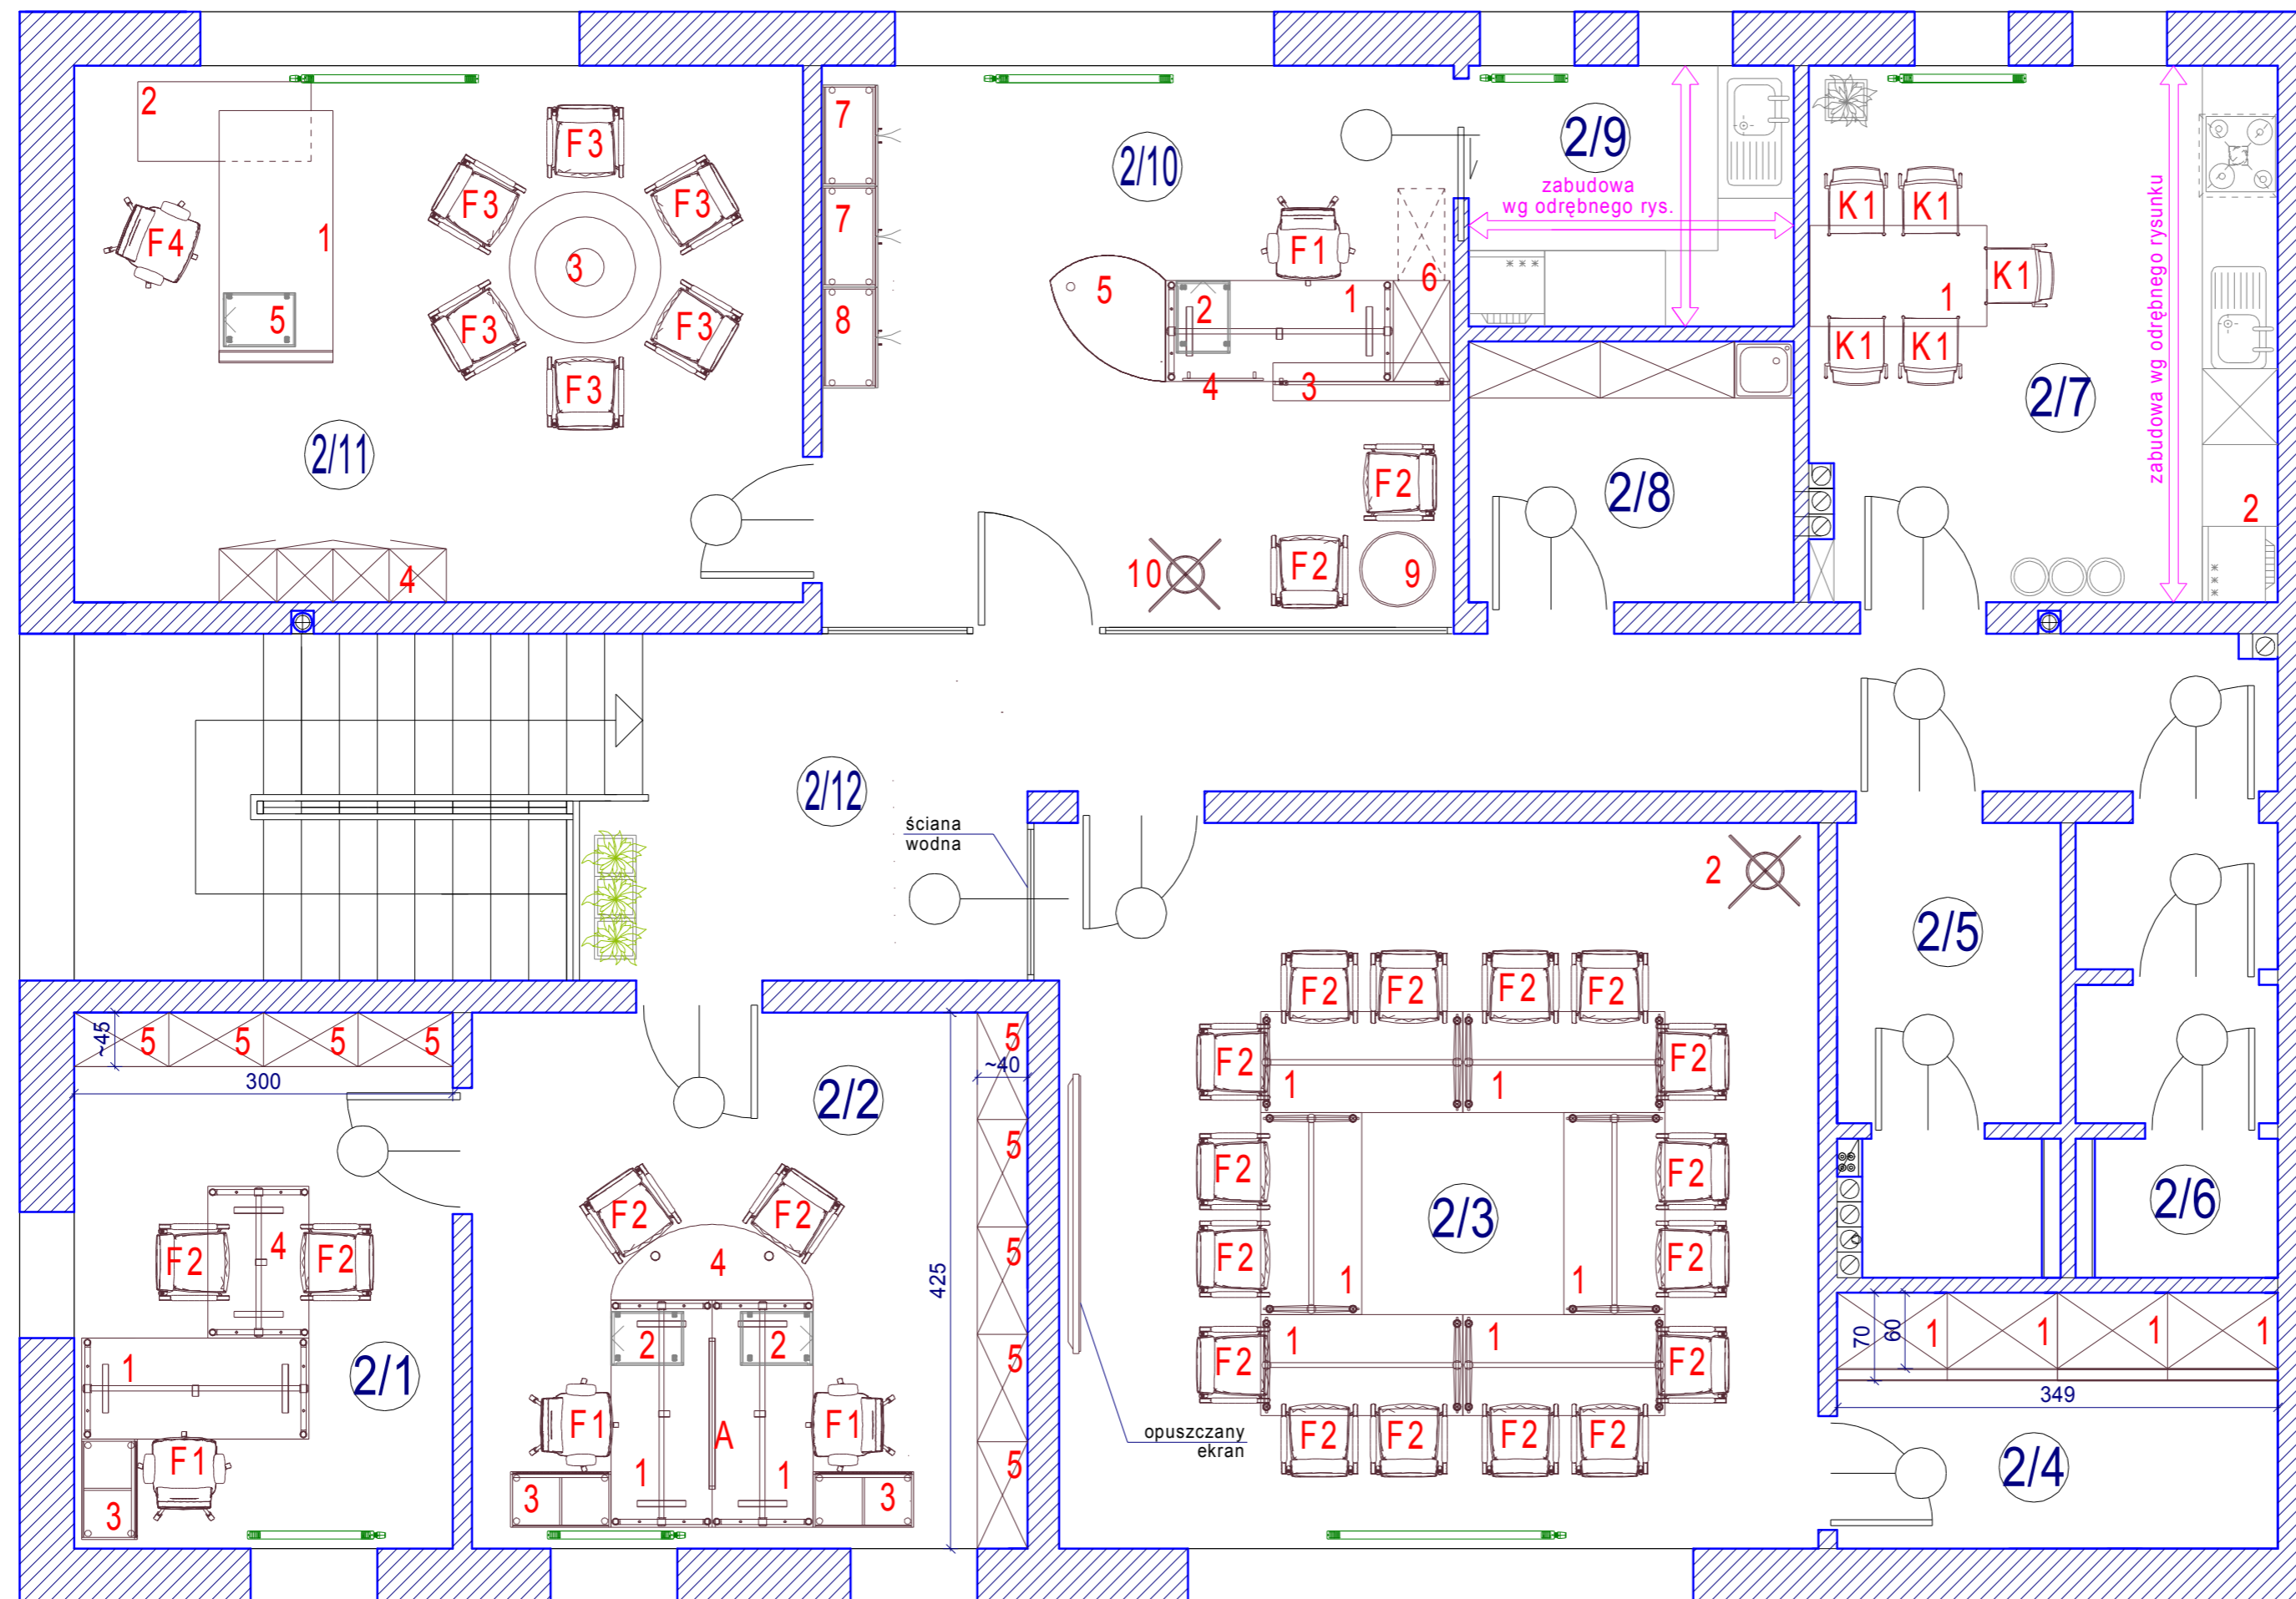 2
F4
1
5
F3
F3
F3
3
F3
F3
F3
2/11
4
7
7
8
2/10
F1
5
2
1
6
4
3
F2
F2
10
9
2/9
zabudowa
wg odrębnego rys.
2/8
K1
K1
K1
1
K1
K1
2/7
zabudowa wg odrębnego rysunku
2
2/12
ściana
wodna
2
2/5
~45
5
5
5
5
300
2/2
5
~40
5
5
5
5
425
F2
F2
4
2
2
F1
F1
A
1
1
3
3
F2
4
F2
1
2/1
F1
3
F2
F2
F2
F2
F2
F2
1
1
F2
F2
2/3
F2
F2
1
1
1
1
F2
F2
F2
F2
F2
F2
opuszczany
ekran
2/6
70
60
1
1
1
1
349
2/4